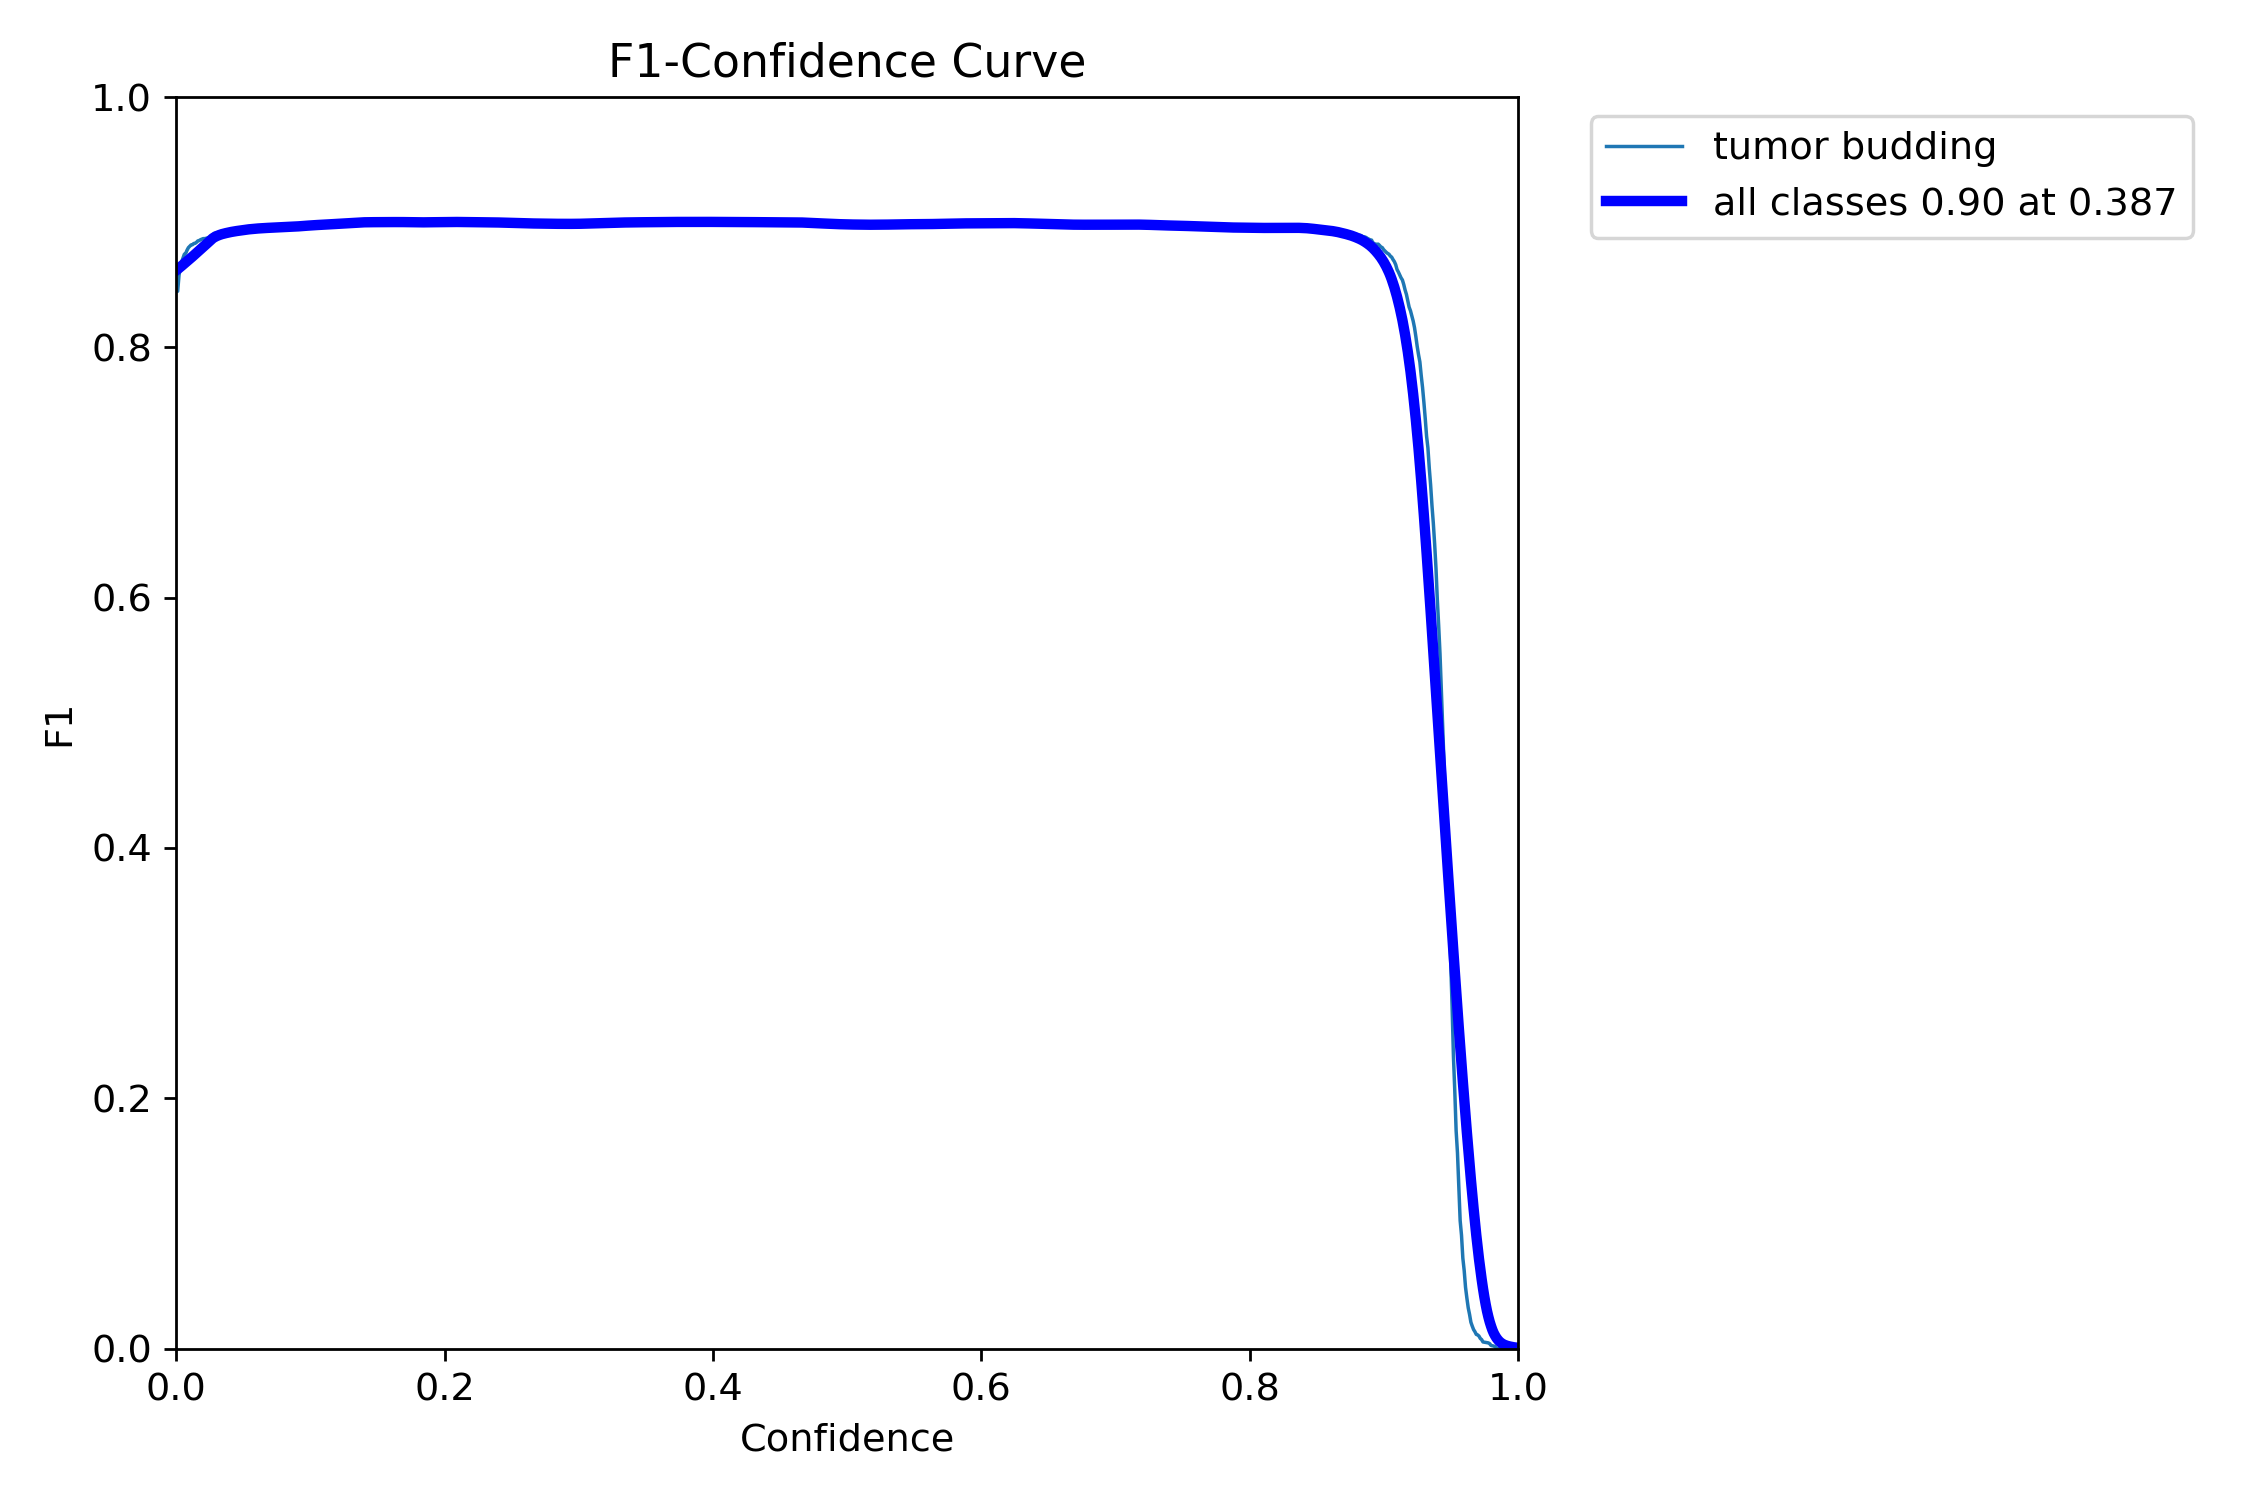 F1-Confidence Curve
1.0
0.8
0.6
0.4
0.2
0.0
F1
0.0 0.2 0.4 0.6 0.8 1.0
Confidence
tumor budding
all classes 0.90 at 0.387